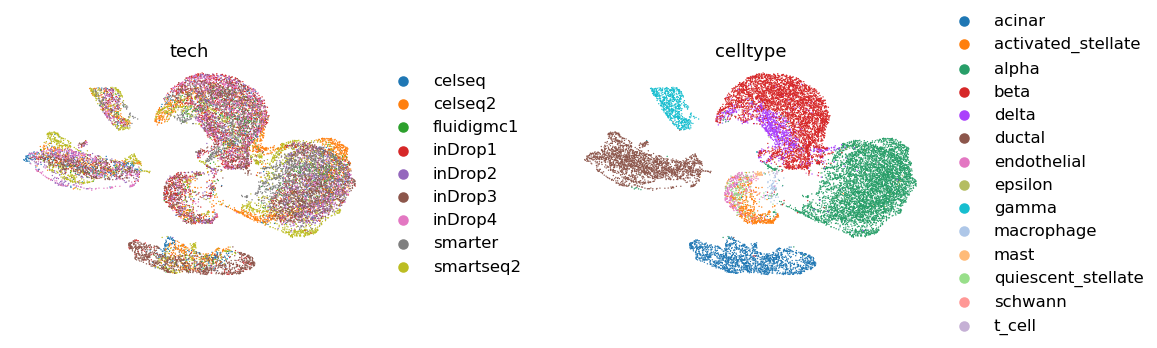 tech
celseq
celseq2
fluidigmc1
inDrop1
inDrop2
inDrop3
inDrop4
smarter
smartseq2
celltype
acinar
activated_stellate
alpha
beta
delta
ductal
endothelial
epsilon
gamma
macrophage
mast
quiescent_stellate
schwann
t_cell